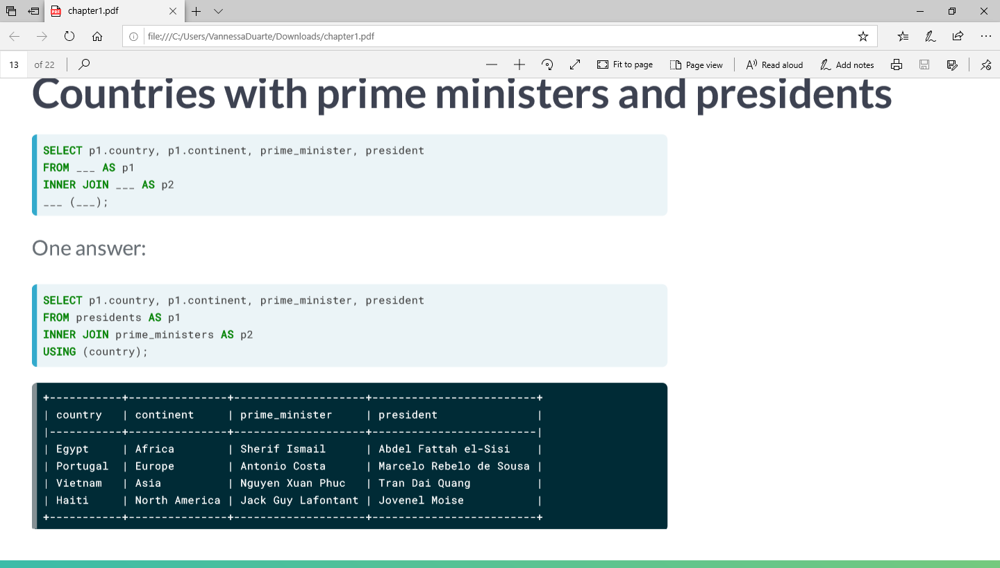 chapter1.pdf
file:///C:/Users/VannessaDuarte/Downloads/chapter1.pdf
13 of 22 Fit to page Page view Read aloud Add notes
Countries with prime ministers and presidents
SELECT p1.country, p1.continent, prime_minister, president
FROM ___ AS p1
INNER JOIN ___ AS p2
___ (___);
One answer:
SELECT p1.country, p1.continent, prime_minister, president
FROM presidents AS p1
INNER JOIN prime_ministers AS p2
USING (country);
+-----------+---------------+-------------------+-------------------------+
| country   | continent     | prime_minister     | president               |
|-----------+---------------+--------------------+-------------------------|
| Egypt     | Africa        | Sherif Ismail      | Abdel Fattah el-Sisi    |
| Portugal  | Europe        | Antonio Costa      | Marcelo Rebelo de Sousa |
| Vietnam   | Asia          | Nguyen Xuan Phuc   | Tran Dai Quang          |
| Haiti     | North America | Jack Guy Lafontant | Jovenel Moise           |
+-----------+---------------+--------------------+-------------------------+